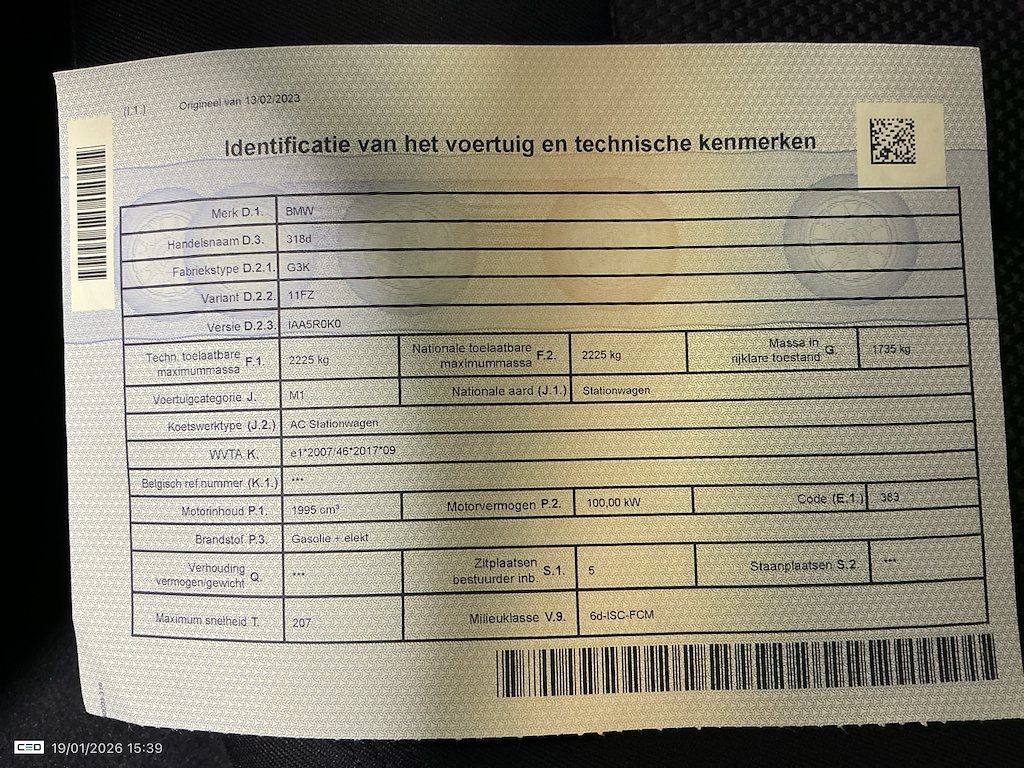 (I.1.) Origineel van 13/02/2023
Identificatie van het voertuig en technische kenmerken
Merk D.1. BMW
Handelsnaam D.3. 318d
Fabriekstype D.2.1. G3K
Variant D.2.2. 11FZ
Versie D.2.3. IAA5R0K0
Techn. toelaatbare maximummassa F.1. 2225 kg Nationale toelaatbare maximummassa F.2. 2225 kg Massa in rijklare toestand G. 1735 kg
Voertuigcategorie J. M1 Nationale aard (J.1.) Stationwagen
Koetswerktype (J.2.) AC Stationwagen
WVTA K. e1*2007/46*2017*09
Belgisch ref.nummer (K.1.) ***
Motorinhoud P.1. 1995 cm³ Motorvermogen P.2. 100,00 kW Code (E.1.) 363
Brandstof P.3. Gasolie + elekt
Verhouding vermogen/gewicht Q. *** Zitplaatsen bestuurder inb. S.1. 5 Staanplaatsen S.2. ***
Maximum snelheid T. 207 Milieuklasse V.9. 6d-ISC-FCM
CEO 19/01/2026 15:39